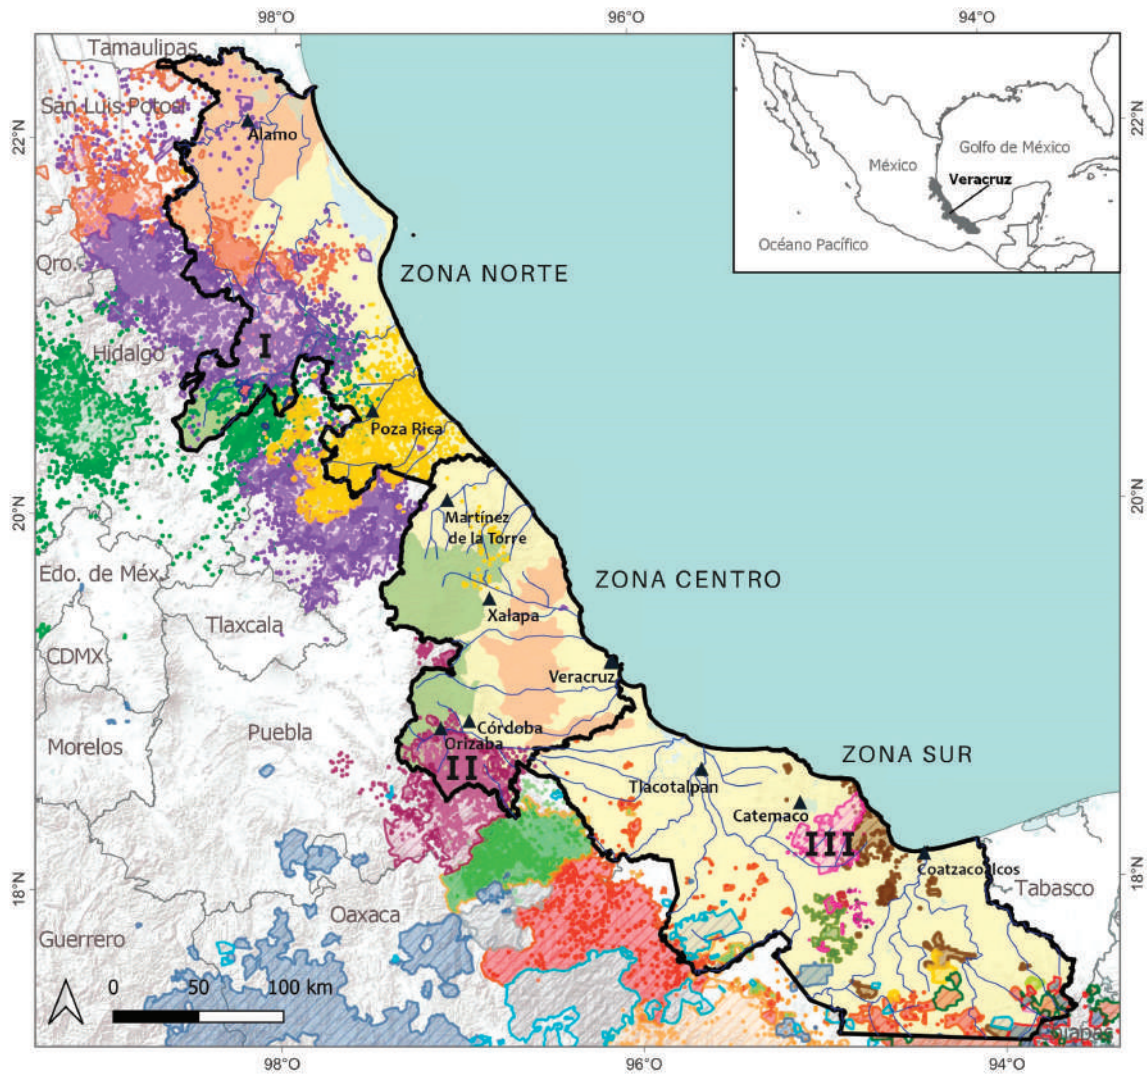 98°O
96°O
94°O
Tamaulipas
San Luis Potosí
Álamo
22°N
22°N
Golfo de México
México
Veracruz
Océano Pacífico
Qro.
ZONA NORTE
I
Hidalgo
Poza Rica
20°N
20°N
Martínez
de la Torre
Edo. de Méx.
ZONA CENTRO
Xalapa
Tlaxcala
CDMX
Veracruz
Córdoba
Puebla
Morelos
Orizaba
II
ZONA SUR
Tlacotalpan
Catemaco
III
Coatzacoalcos
Tabasco
18°N
18°N
Oaxaca
Guerrero
0
50
100 km
98°O
96°O
94°O